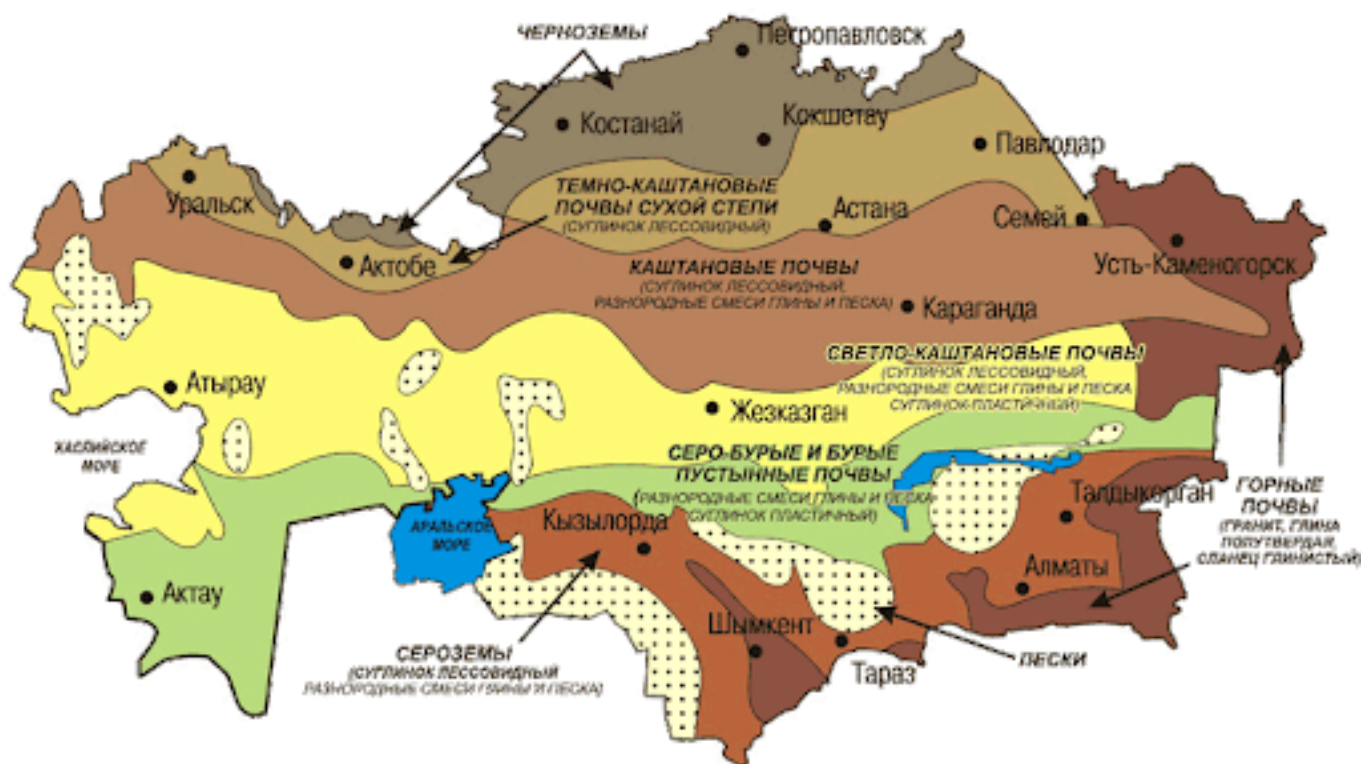 ЧЕРНОЗЕМЫ
Петропавловск
Костанай
Кокшетау
Павлодар
Уральск
ТЕМНО-КАШТАНОВЫЕ
ПОЧВЫ СУХОЙ СТЕПИ
(СУГЛИНОК ЛЕССОВИДНЫЙ)
Астана
Семей
Актобе
КАШТАНОВЫЕ ПОЧВЫ
(СУГЛИНОК ЛЕССОВИДНЫЙ,
РАЗНОРОДНЫЕ СМЕСИ ГЛИНЫ И ПЕСКА)
Усть-Каменогорск
Караганда
СВЕТЛО-КАШТАНОВЫЕ ПОЧВЫ
(СУГЛИНОК ЛЕССОВИДНЫЙ,
РАЗНОРОДНЫЕ СМЕСИ ГЛИНЫ И ПЕСКА
СУГЛИНОК ПЛАСТИЧНЫЙ)
Атырау
Жезказган
КАСПИЙСКОЕ
МОРЕ
СЕРО-БУРЫЕ И БУРЫЕ
ПУСТЫННЫЕ ПОЧВЫ
(РАЗНОРОДНЫЕ СМЕСИ ГЛИНЫ И ПЕСКА
СУГЛИНОК ПЛАСТИЧНЫЙ)
Талдыкорган
ГОРНЫЕ
ПОЧВЫ
(ГРАНИТ, ГЛИНА
ПОЛУТВЕРДАЯ,
СЛАНЕЦ ГЛИНИСТЫЙ)
АРАЛЬСКОЕ
МОРЕ
Кызылорда
Актау
Алматы
Шымкент
Тараз
ПЕСКИ
СЕРОЗЕМЫ
(СУГЛИНОК ЛЕССОВИДНЫЙ
РАЗНОРОДНЫЕ СМЕСИ ГЛИНЫ И ПЕСКА)